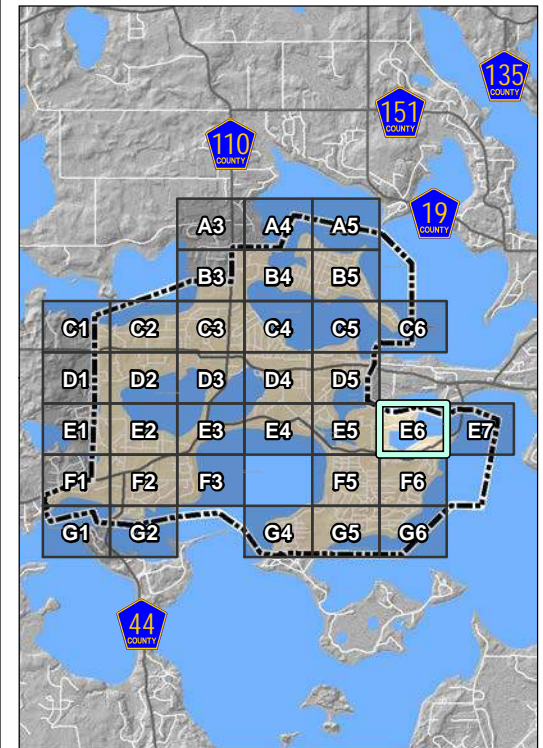 135
COUNTY
151
COUNTY
110
COUNTY
19
COUNTY
A3 A4 A5
B3 B4 B5
C1 C2 C3 C4 C5 C6
D1 D2 D3 D4 D5
E1 E2 E3 E4 E5 E6 E7
F1 F2 F3 F5 F6
G1 G2 G4 G5 G6
44
COUNTY